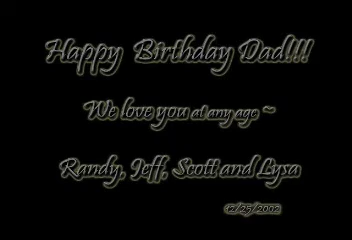 Happy Birthday Dad!!!
We love you at any age ~
Randy, Jeff, Scott and Lysa
12/25/2002